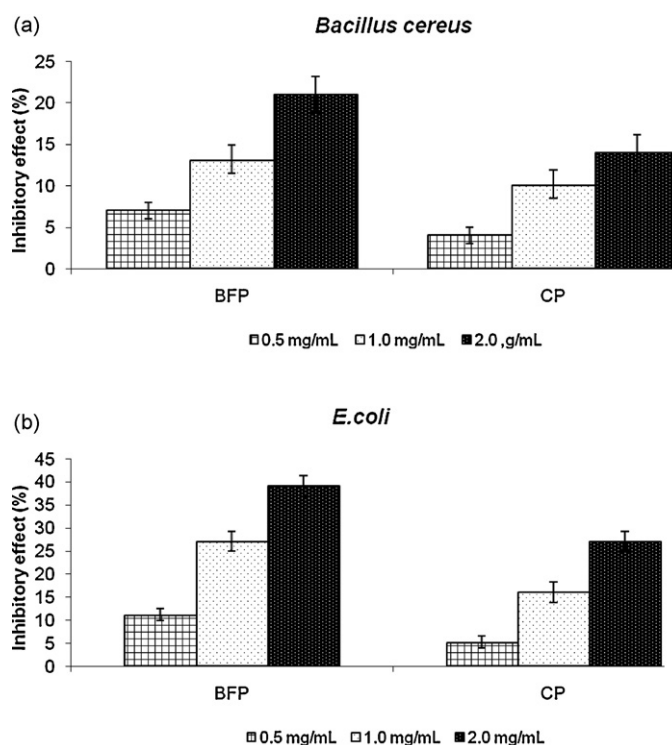 (a)
Bacillus cereus
Inhibitory effect (%)
25
20
15
10
5
0
BFP CP
0.5 mg/mL 1.0 mg/mL 2.0 ,g/mL
(b)
E.coli
Inhibitory effect (%)
45
40
35
30
25
20
15
10
5
0
BFP CP
0.5 mg/mL 1.0 mg/mL 2.0 mg/mL